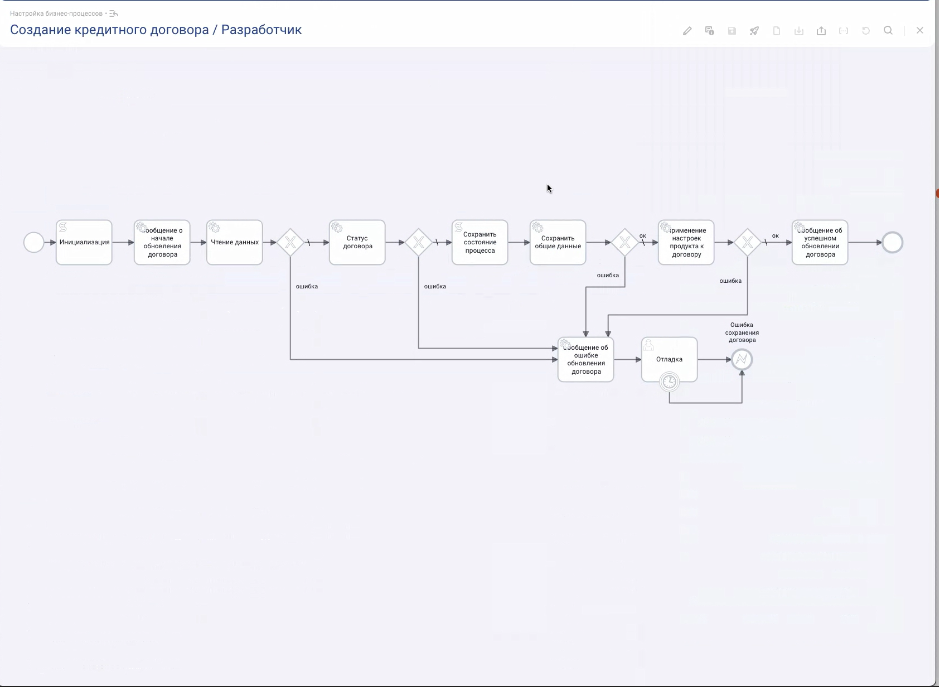 Настройка бизнес-процессов •
Создание кредитного договора / Разработчик
Инициализация
Сообщение о
начале
обновления
договора
Чтение данных
Статус
договора
Сохранить
состояние
процесса
Сохранить
общие данные
ок
Применение
настроек
продукта к
договору
ок
Сообщение об
успешном
обновлении
договора
ошибка
ошибка
ошибка
ошибка
Сообщение об
ошибке
обновления
договора
Отладка
Ошибка
сохранения
договора